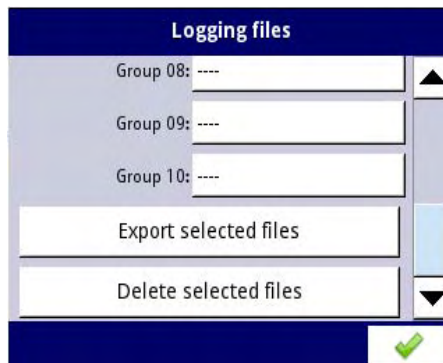 Logging files
Group 08: ----
Group 09: ----
Group 10: ----
Export selected files
Delete selected files